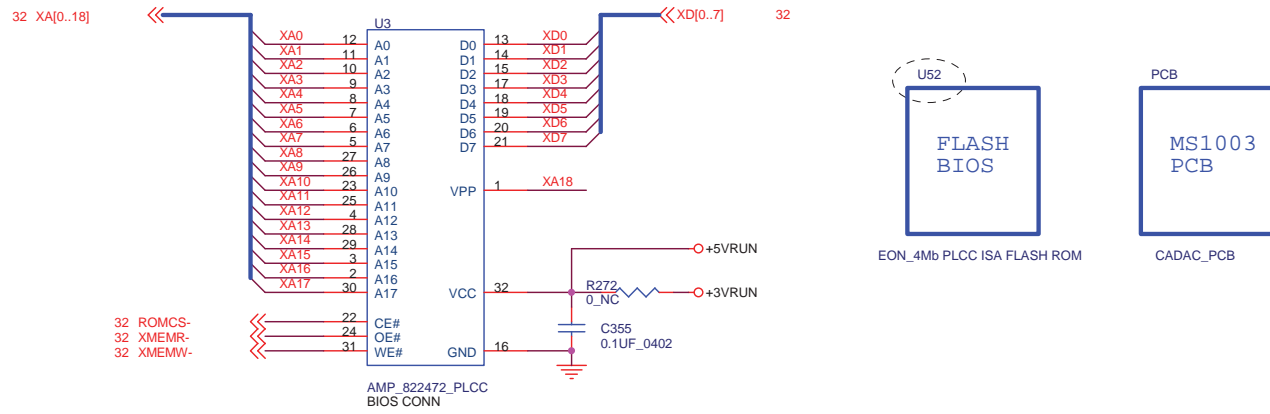 32 XA[0..18]
XD[0..7] 32
U3
XA0 12 A0 D0 13 XD0
XA1 11 A1 D1 14 XD1
XA2 10 A2 D2 15 XD2
XA3 9 A3 D3 17 XD3
XA4 8 A4 D4 18 XD4
XA5 7 A5 D5 19 XD5
XA6 6 A6 D6 20 XD6
XA7 5 A7 D7 21 XD7
XA8 27 A8
XA9 26 A9
XA10 23 A10 VPP 1 XA18
XA11 25 A11
XA12 4 A12
XA13 28 A13
XA14 29 A14
XA15 3 A15
XA16 2 A16
XA17 30 A17 VCC 32
+5VRUN
R272
0_NC
+3VRUN
32 ROMCS- 22 CE#
32 XMEMR- 24 OE#
32 XMEMW- 31 WE# GND 16
C355
0.1UF_0402
AMP_822472_PLCC
BIOS CONN
U52
FLASH
BIOS
EON_4Mb PLCC ISA FLASH ROM
PCB
MS1003
PCB
CADAC_PCB